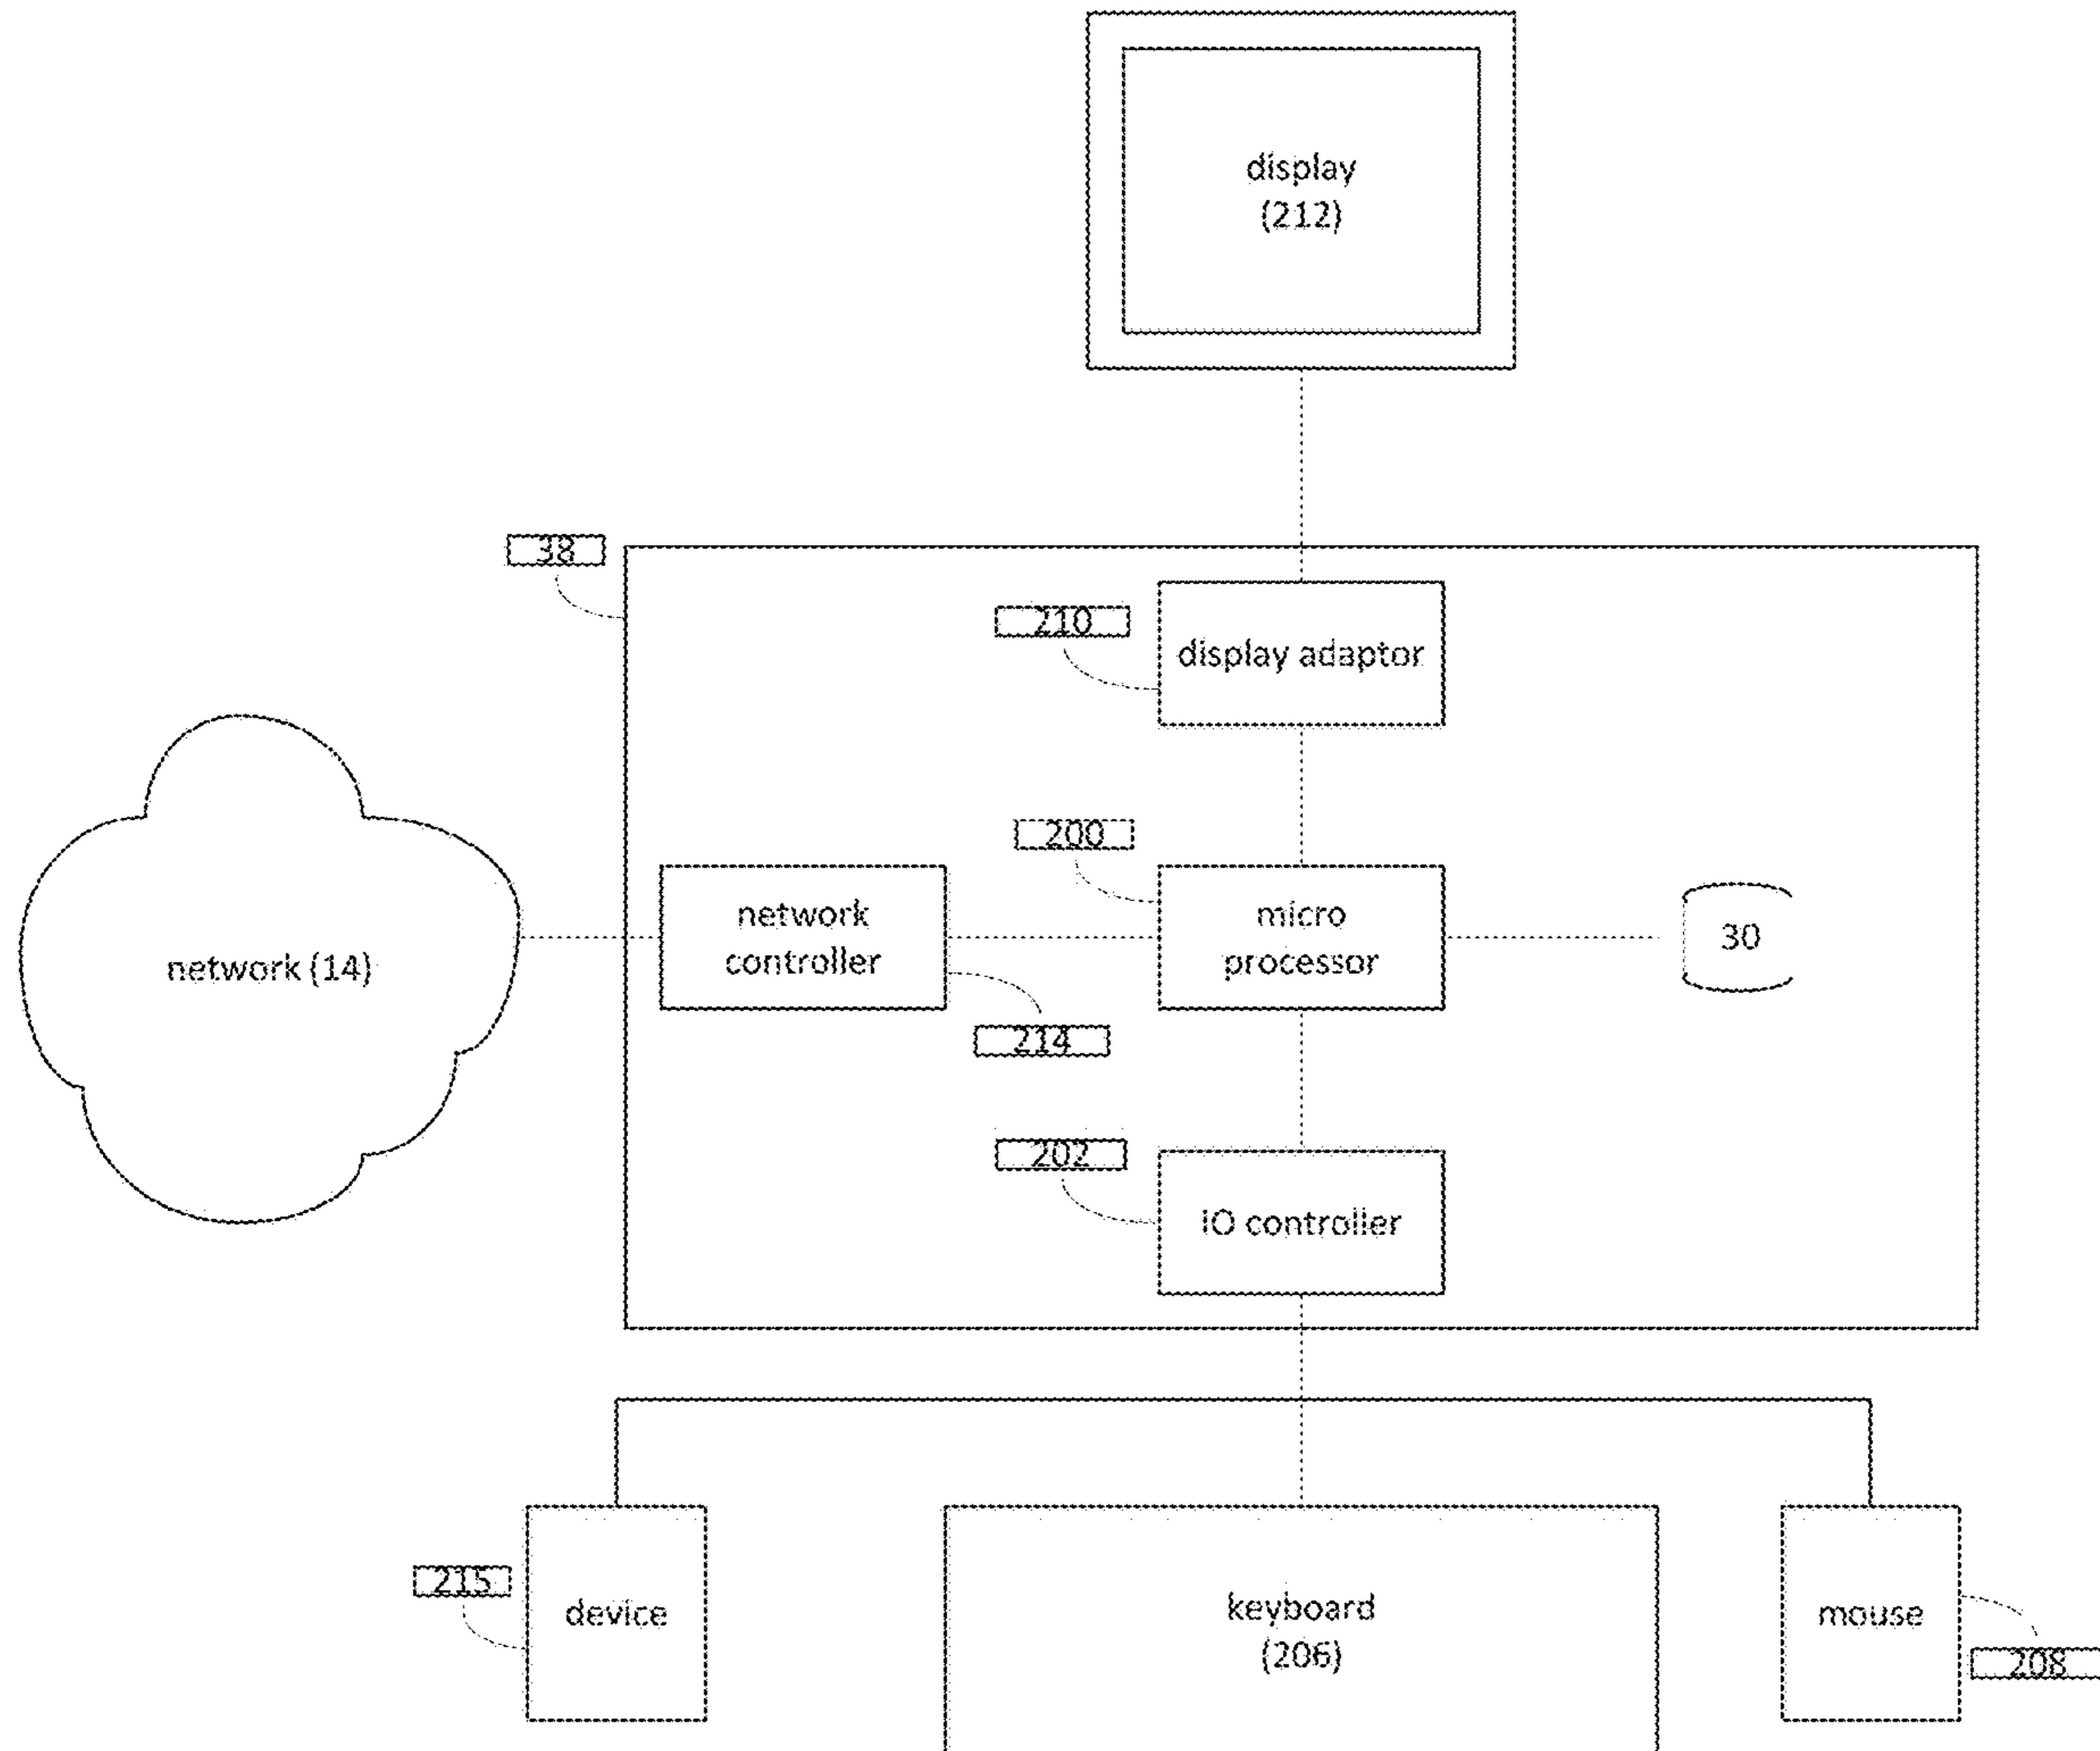 display
(212)
38
210
display adaptor
200
network
controller
micro
processor
30
network (14)
214
202
IO controller
215
device
keyboard
(206)
mouse
208